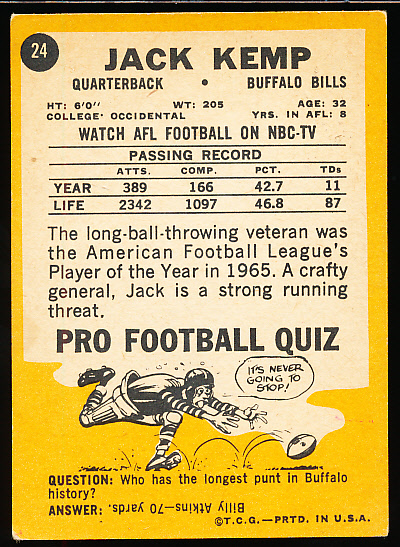 24
JACK KEMP
QUARTERBACK • BUFFALO BILLS
HT: 6'0" WT: 205 AGE: 32
COLLEGE: OCCIDENTAL YRS. IN AFL: 8
WATCH AFL FOOTBALL ON NBC-TV
PASSING RECORD
ATTS. COMP. PCT. TDs
YEAR 389 166 42.7 11
LIFE 2342 1097 46.8 87
The long-ball-throwing veteran was
the American Football League's
Player of the Year in 1965. A crafty
general, Jack is a strong running
threat.
PRO FOOTBALL QUIZ
IT'S NEVER
GOING TO
STOP!
QUESTION: Who has the longest punt in Buffalo
history?
ANSWER: Billy Atkins—70 yards.
©T.C.G.—PRTD. IN U.S.A.